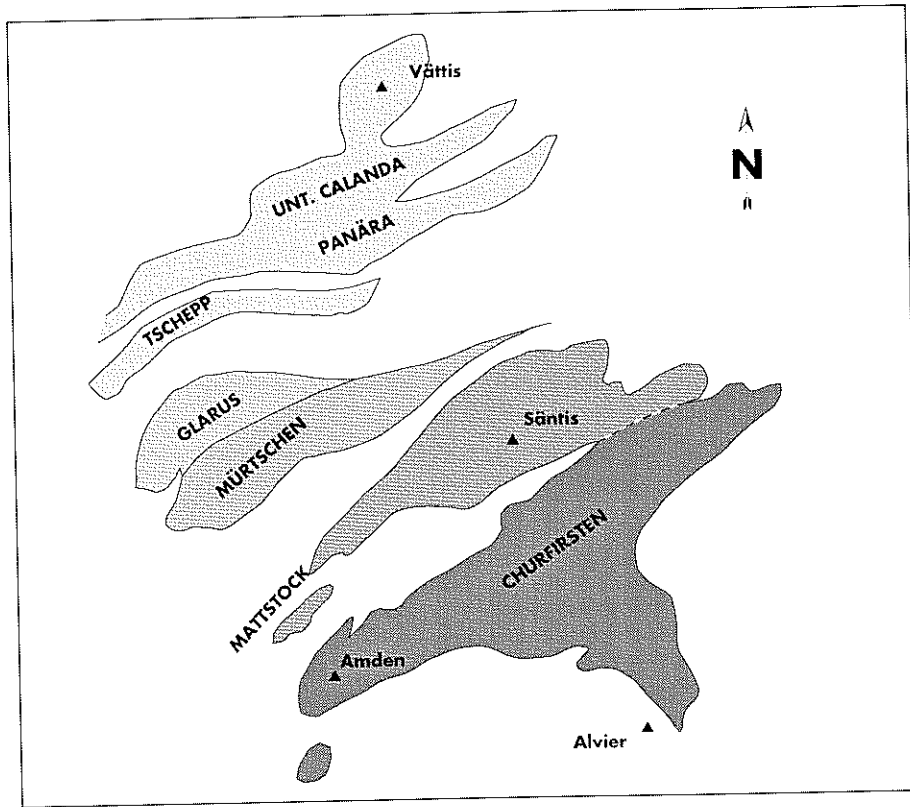 Vättis
N
UNT. CALANDA
PANÄRA
TSCHEPP
GLARUS
MÜRTSCHEN
Säntis
CHURFIRSTEN
MATTSTOCK
Amden
Alvier